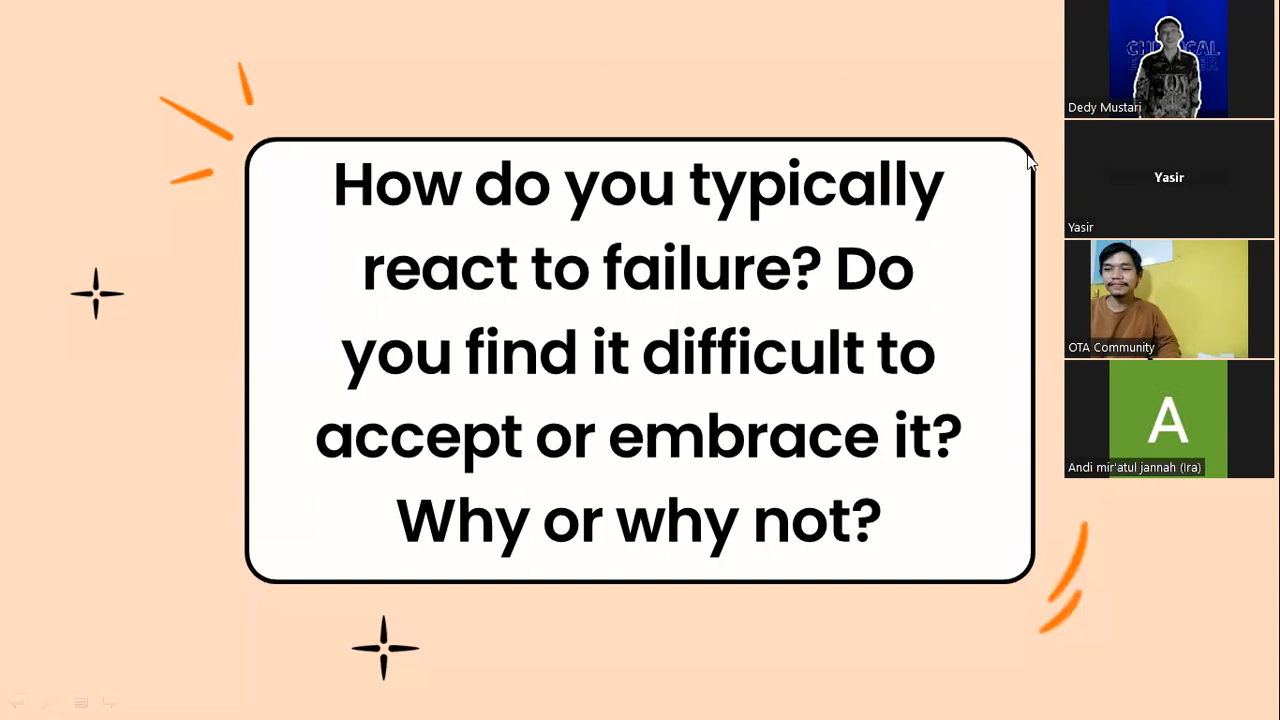 How do you typically
react to failure? Do
you find it difficult to
accept or embrace it?
Why or why not?
CHEMICAL
Dedy Mustari
Yasir
Yasir
OTA Community
A
Andi mir'atul jannah (Ira)